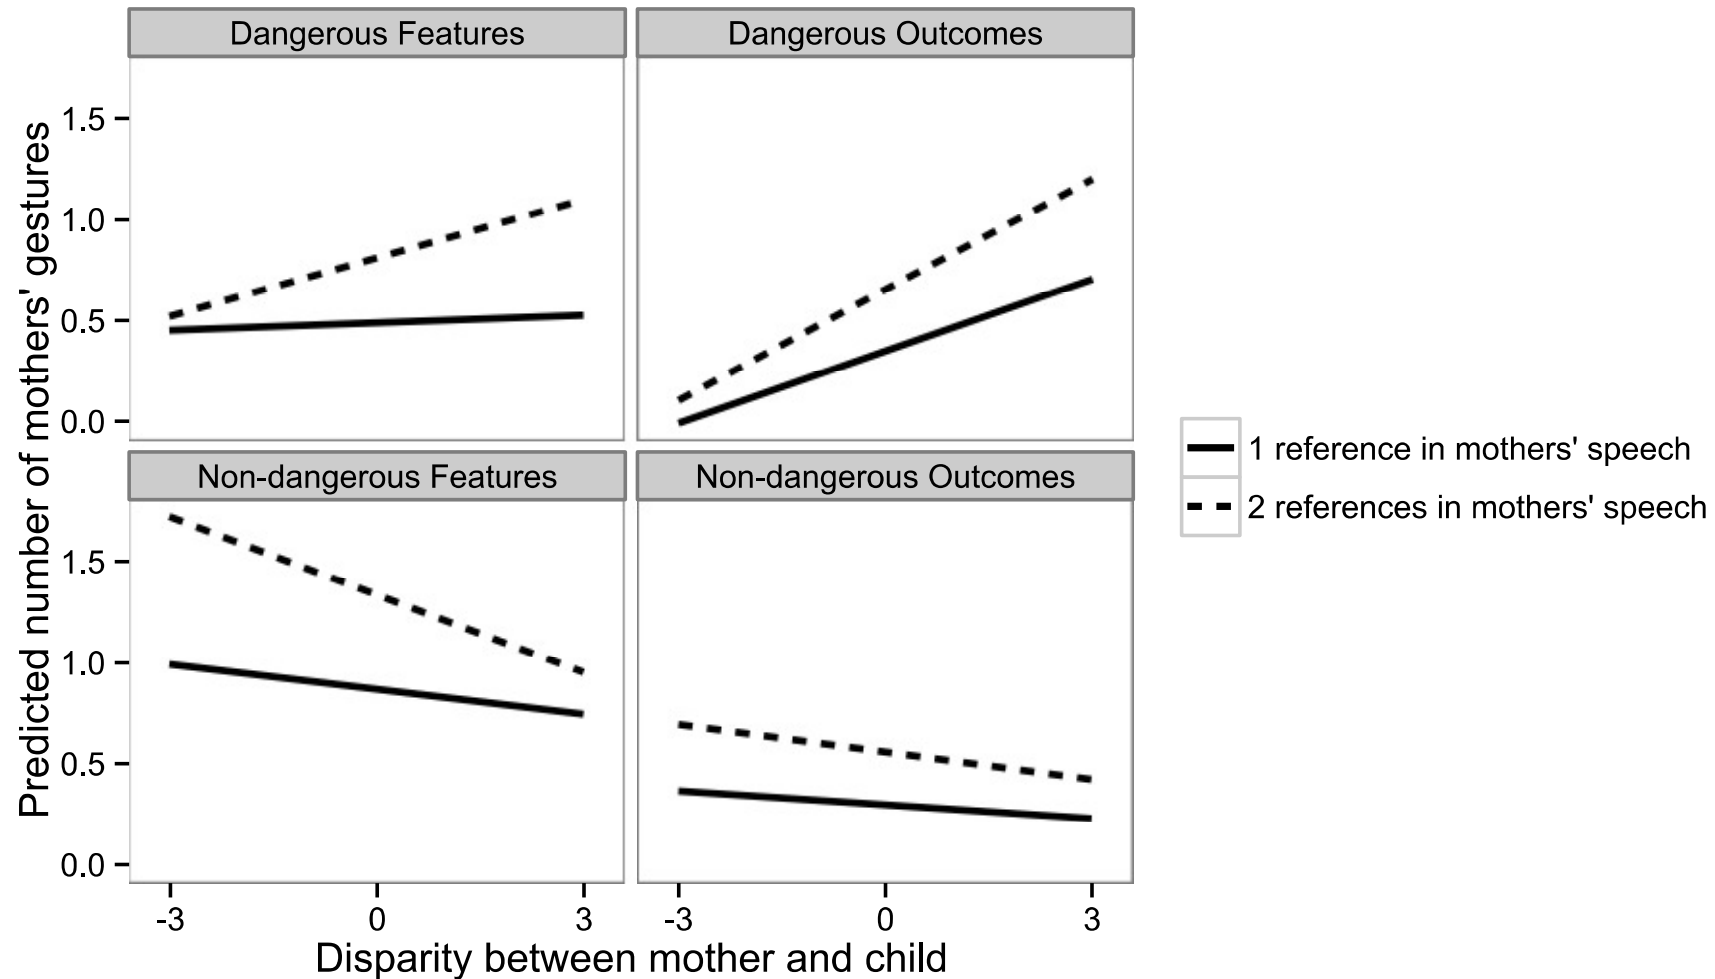 Dangerous Features
Dangerous Outcomes
1.5
1.0
0.5
0.0
Non-dangerous Features
Non-dangerous Outcomes
1.5
1.0
0.5
0.0
-3
0
3
-3
0
3
Predicted number of mothers' gestures
Disparity between mother and child
1 reference in mothers' speech
2 references in mothers' speech